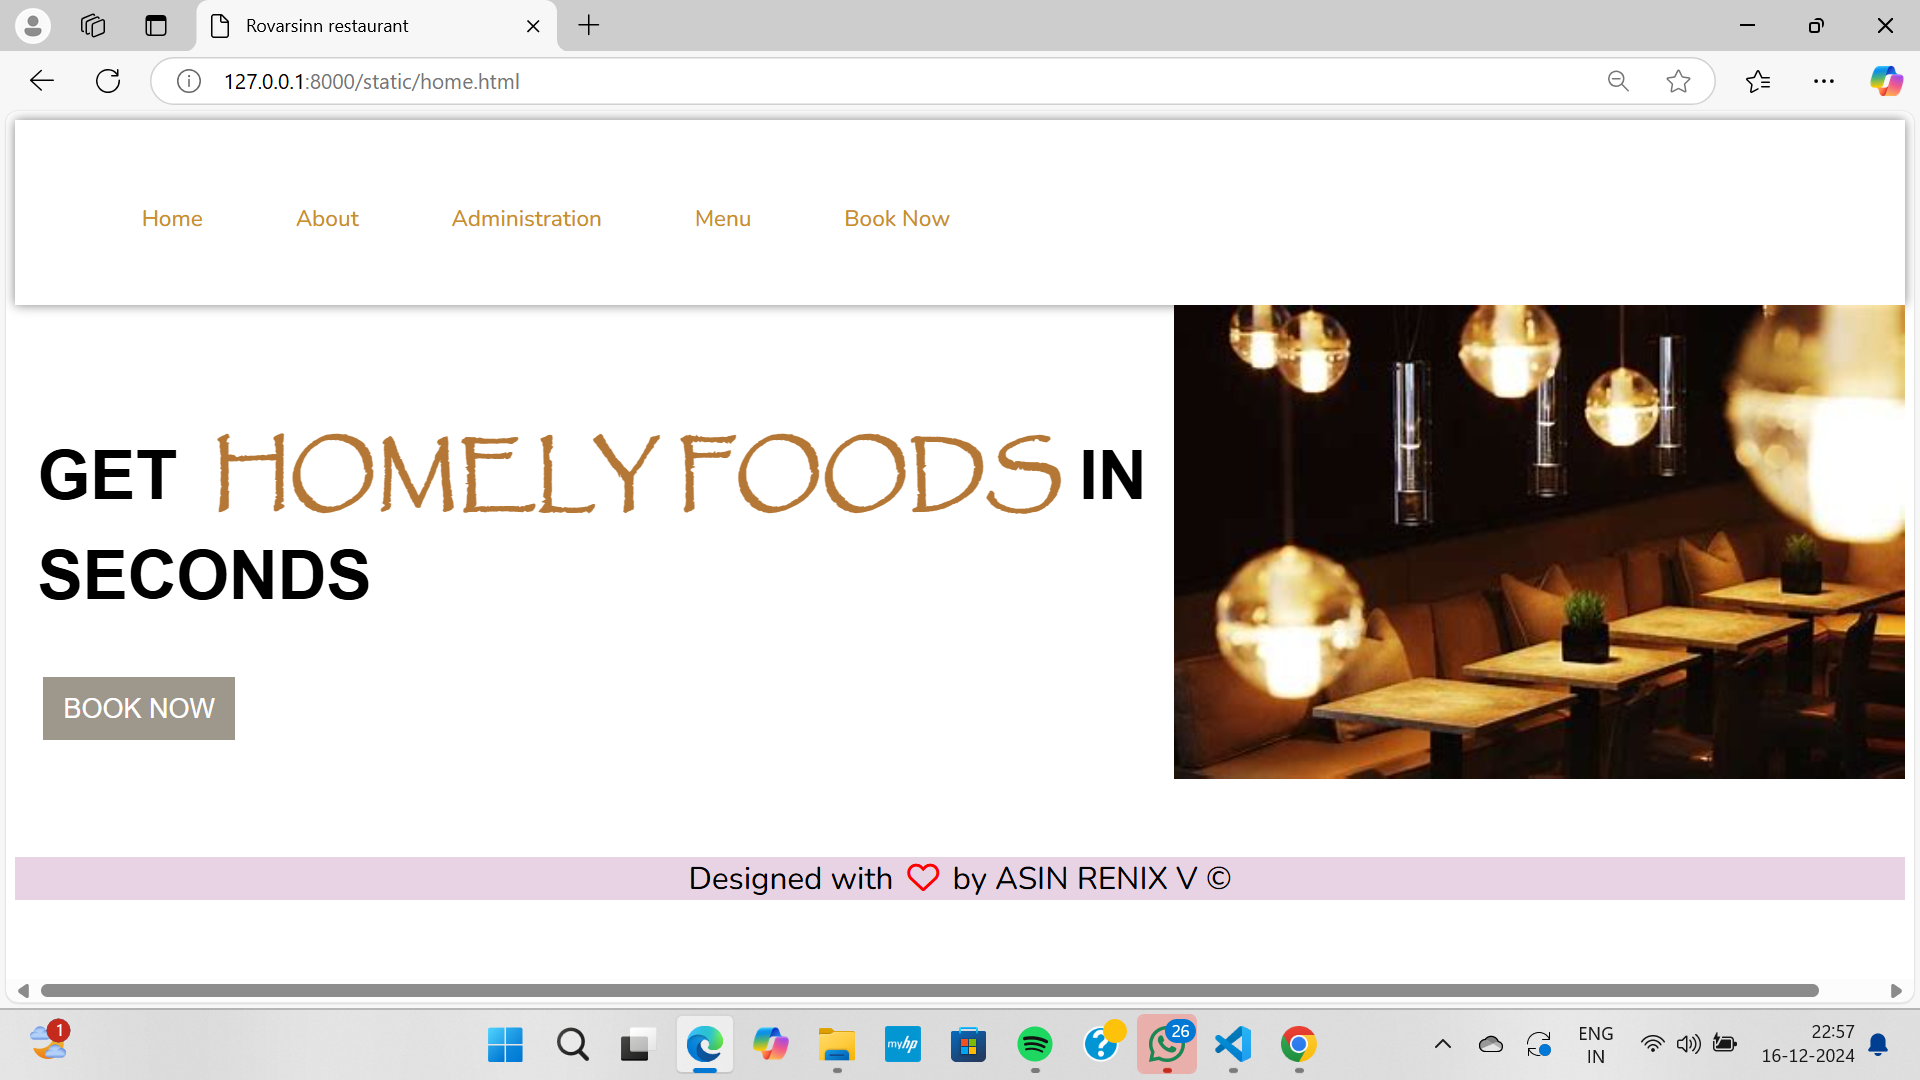 Rovarsinn restaurant
127.0.0.1:8000/static/home.html
Home About Administration Menu Book Now
GET HOMELY FOODS IN
SECONDS
BOOK NOW
Designed with by ASIN RENIX V ©
1
myhp
?
26
ENG
IN
22:57
16-12-2024